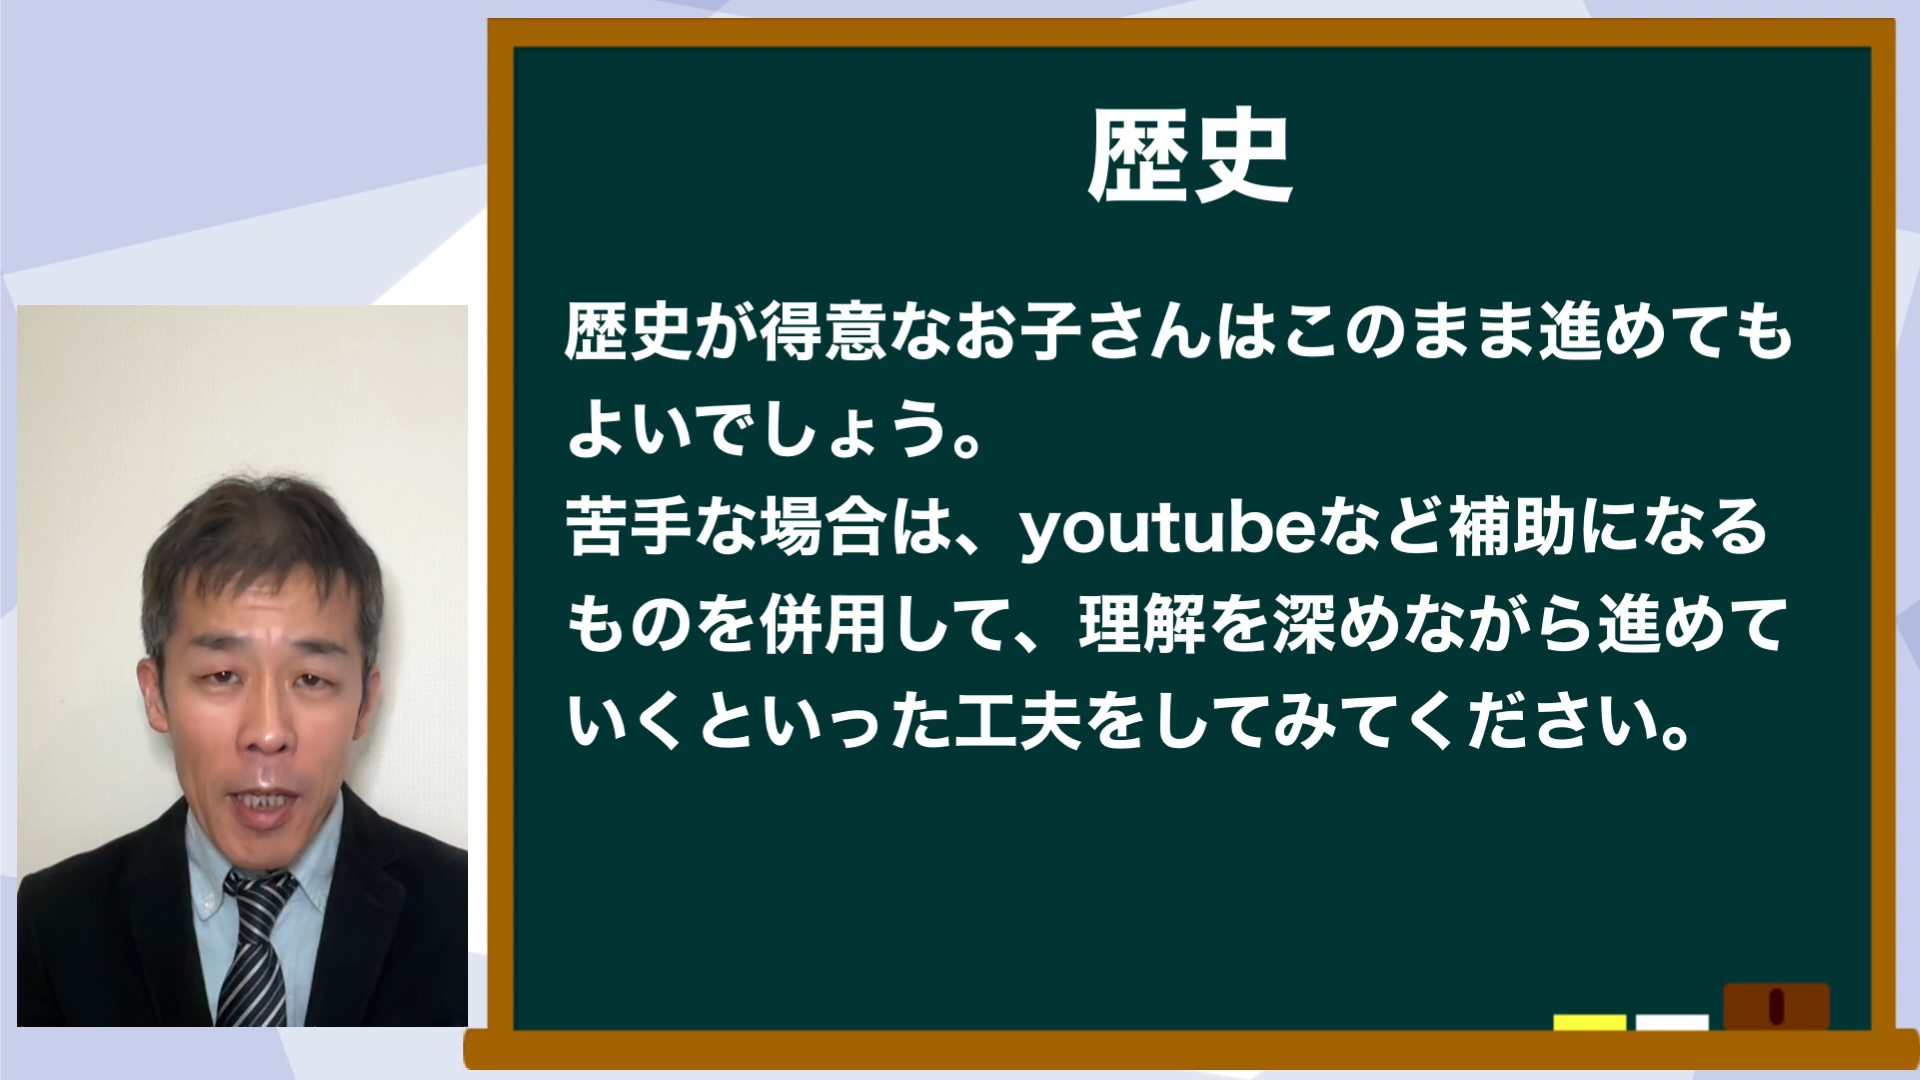 歴史
歴史が得意なお子さんはこのまま進めても
よいでしょう。
苦手な場合は、youtubeなど補助になる
ものを併用して、理解を深めながら進めて
いくといった工夫をしてみてください。